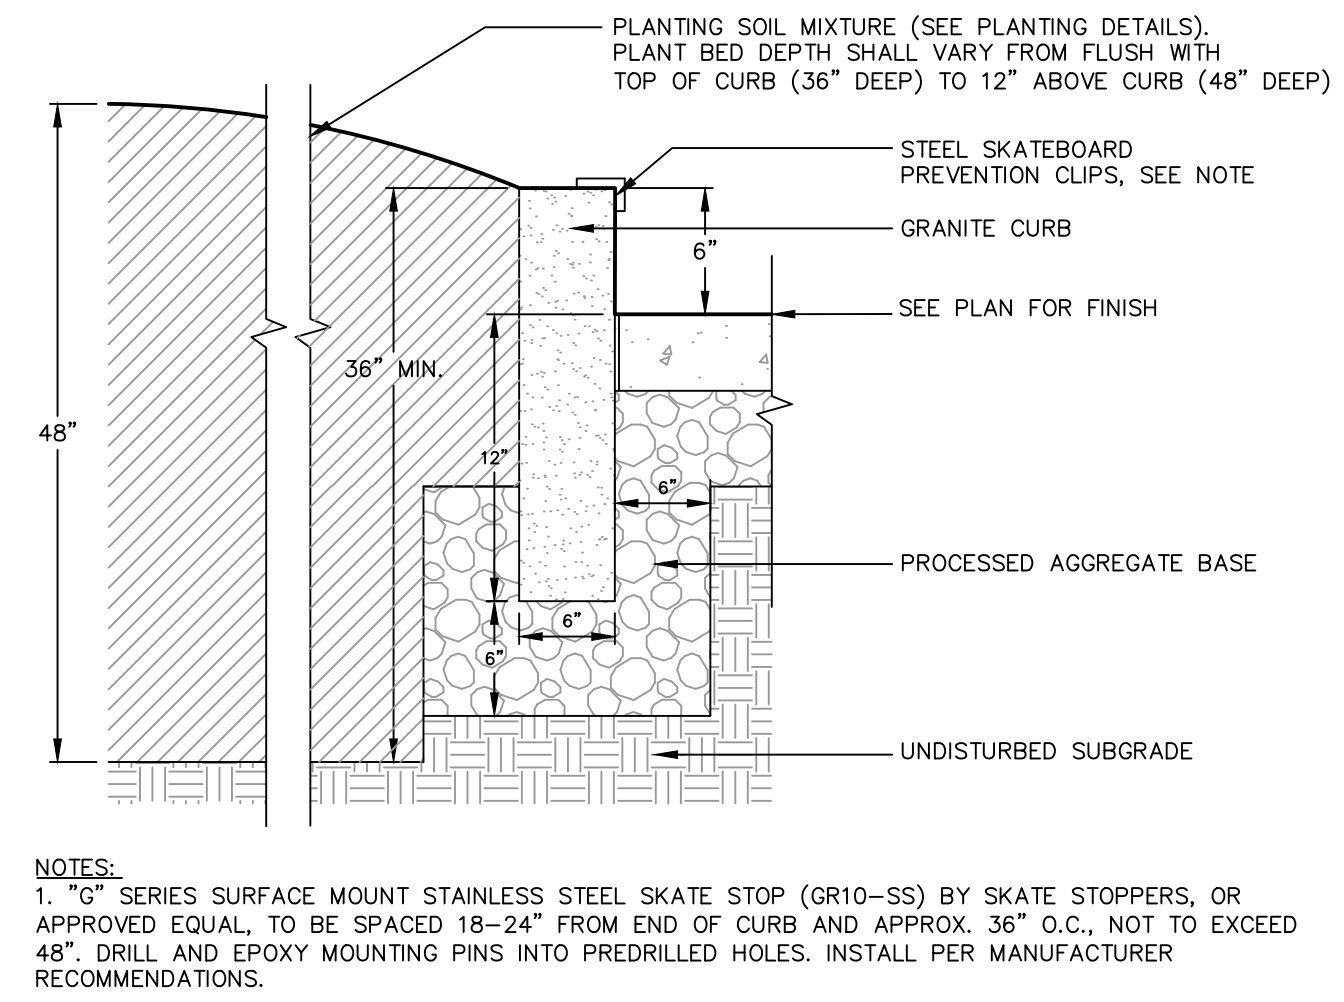 PLANTING SOIL MIXTURE (SEE PLANTING DETAILS).
PLANT BED DEPTH SHALL VARY FROM FLUSH WITH
TOP OF CURB (36" DEEP) TO 12" ABOVE CURB (48" DEEP)
STEEL SKATEBOARD
PREVENTION CLIPS, SEE NOTE
GRANITE CURB
6"
SEE PLAN FOR FINISH
36" MIN.
48"
12"
6"
PROCESSED AGGREGATE BASE
6"
6"
UNDISTURBED SUBGRADE
NOTES:
1. "G" SERIES SURFACE MOUNT STAINLESS STEEL SKATE STOP (GR10-SS) BY SKATE STOPPERS, OR
APPROVED EQUAL, TO BE SPACED 18-24" FROM END OF CURB AND APPROX. 36" O.C., NOT TO EXCEED
48". DRILL AND EPOXY MOUNTING PINS INTO PREDRILLED HOLES. INSTALL PER MANUFACTURER
RECOMMENDATIONS.